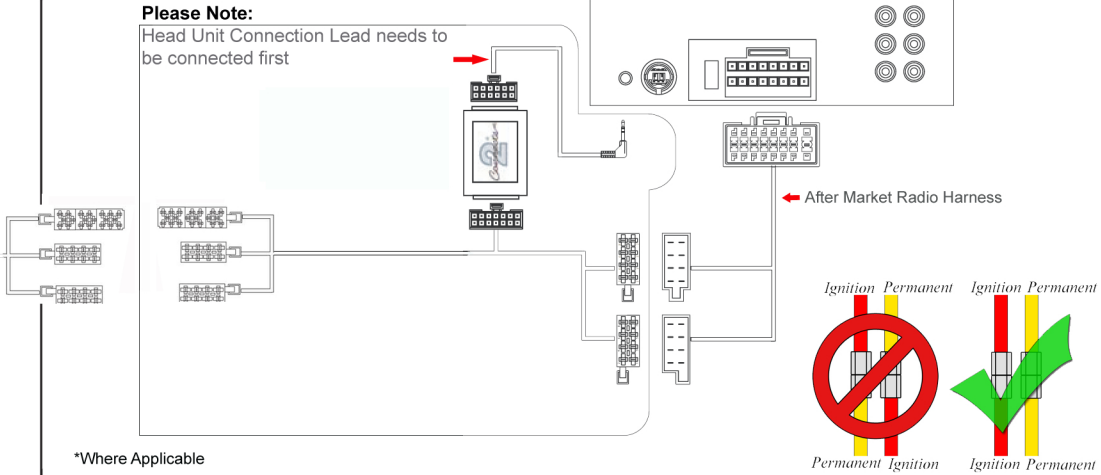 Please Note:
Head Unit Connection Lead needs to
be connected first
After Market Radio Harness
Ignition Permanent
Ignition Permanent
Permanent Ignition
Ignition Permanent
*Where Applicable